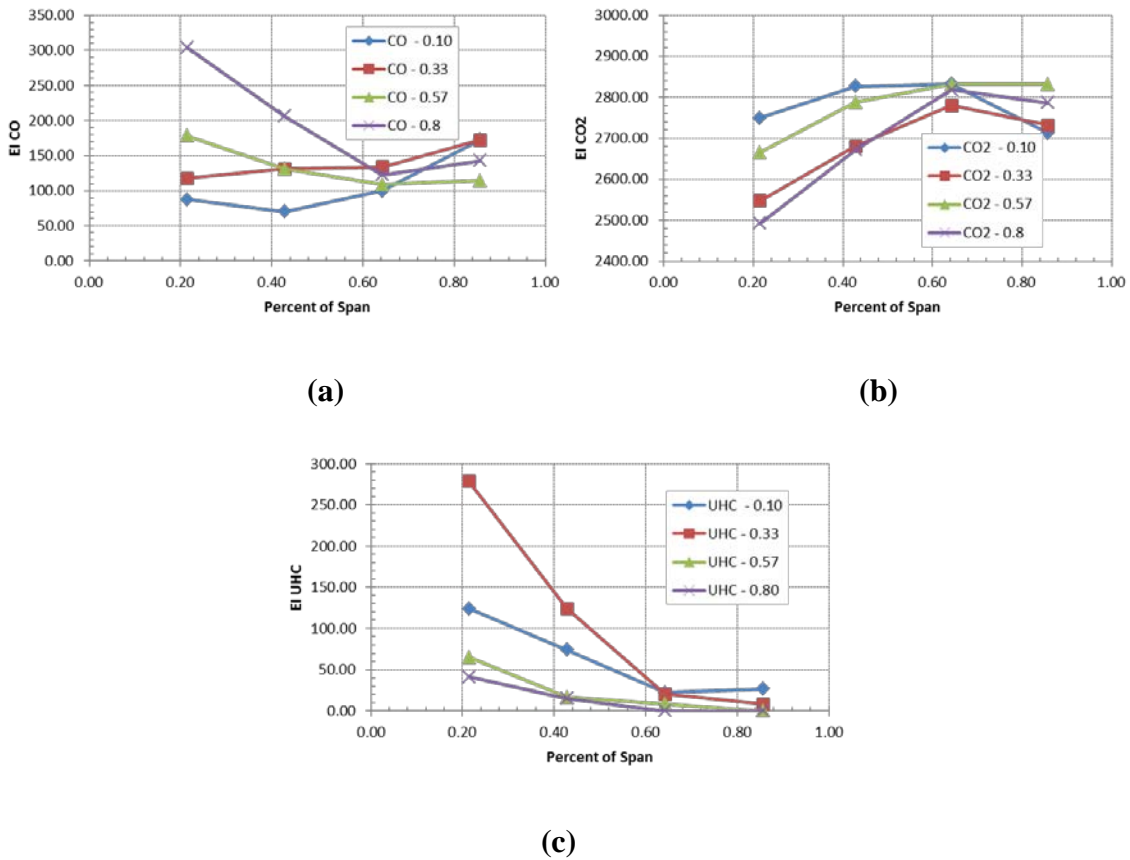 350.00
300.00
250.00
200.00
150.00
100.00
50.00
0.00
EI CO
0.00 0.20 0.40 0.60 0.80 1.00
Percent of Span
CO - 0.10
CO - 0.33
CO - 0.57
CO - 0.8
(a)
3000.00
2900.00
2800.00
2700.00
2600.00
2500.00
2400.00
EI CO2
0.00 0.20 0.40 0.60 0.80 1.00
Percent of Span
CO2 - 0.10
CO2 - 0.33
CO2 - 0.57
CO2 - 0.8
(b)
300.00
250.00
200.00
150.00
100.00
50.00
0.00
EI UHC
0.00 0.20 0.40 0.60 0.80 1.00
Percent of Span
UHC - 0.10
UHC - 0.33
UHC - 0.57
UHC - 0.80
(c)